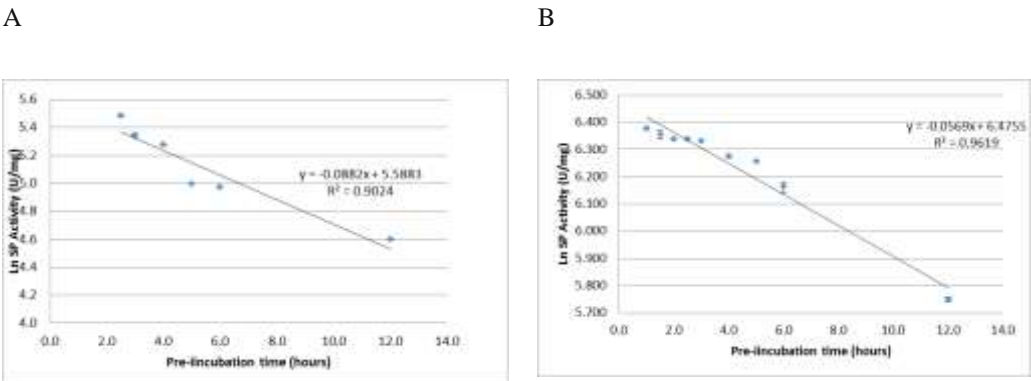 A
B
5.6
5.4
5.2
5.0
4.8
4.6
4.4
4.2
4.0
0.0 2.0 4.0 6.0 8.0 10.0 12.0 14.0
Ln SP Activity (U/mg)
Pre-iincubation time (hours)
y = -0.0882x + 5.5883
R² = 0.9024
6.500
6.400
6.300
6.200
6.100
6.000
5.900
5.800
5.700
0.0 2.0 4.0 6.0 8.0 10.0 12.0 14.0
Ln SP Activity (U/mg)
Pre-iincubation time (hours)
y = -0.0569x + 6.4755
R² = 0.9619